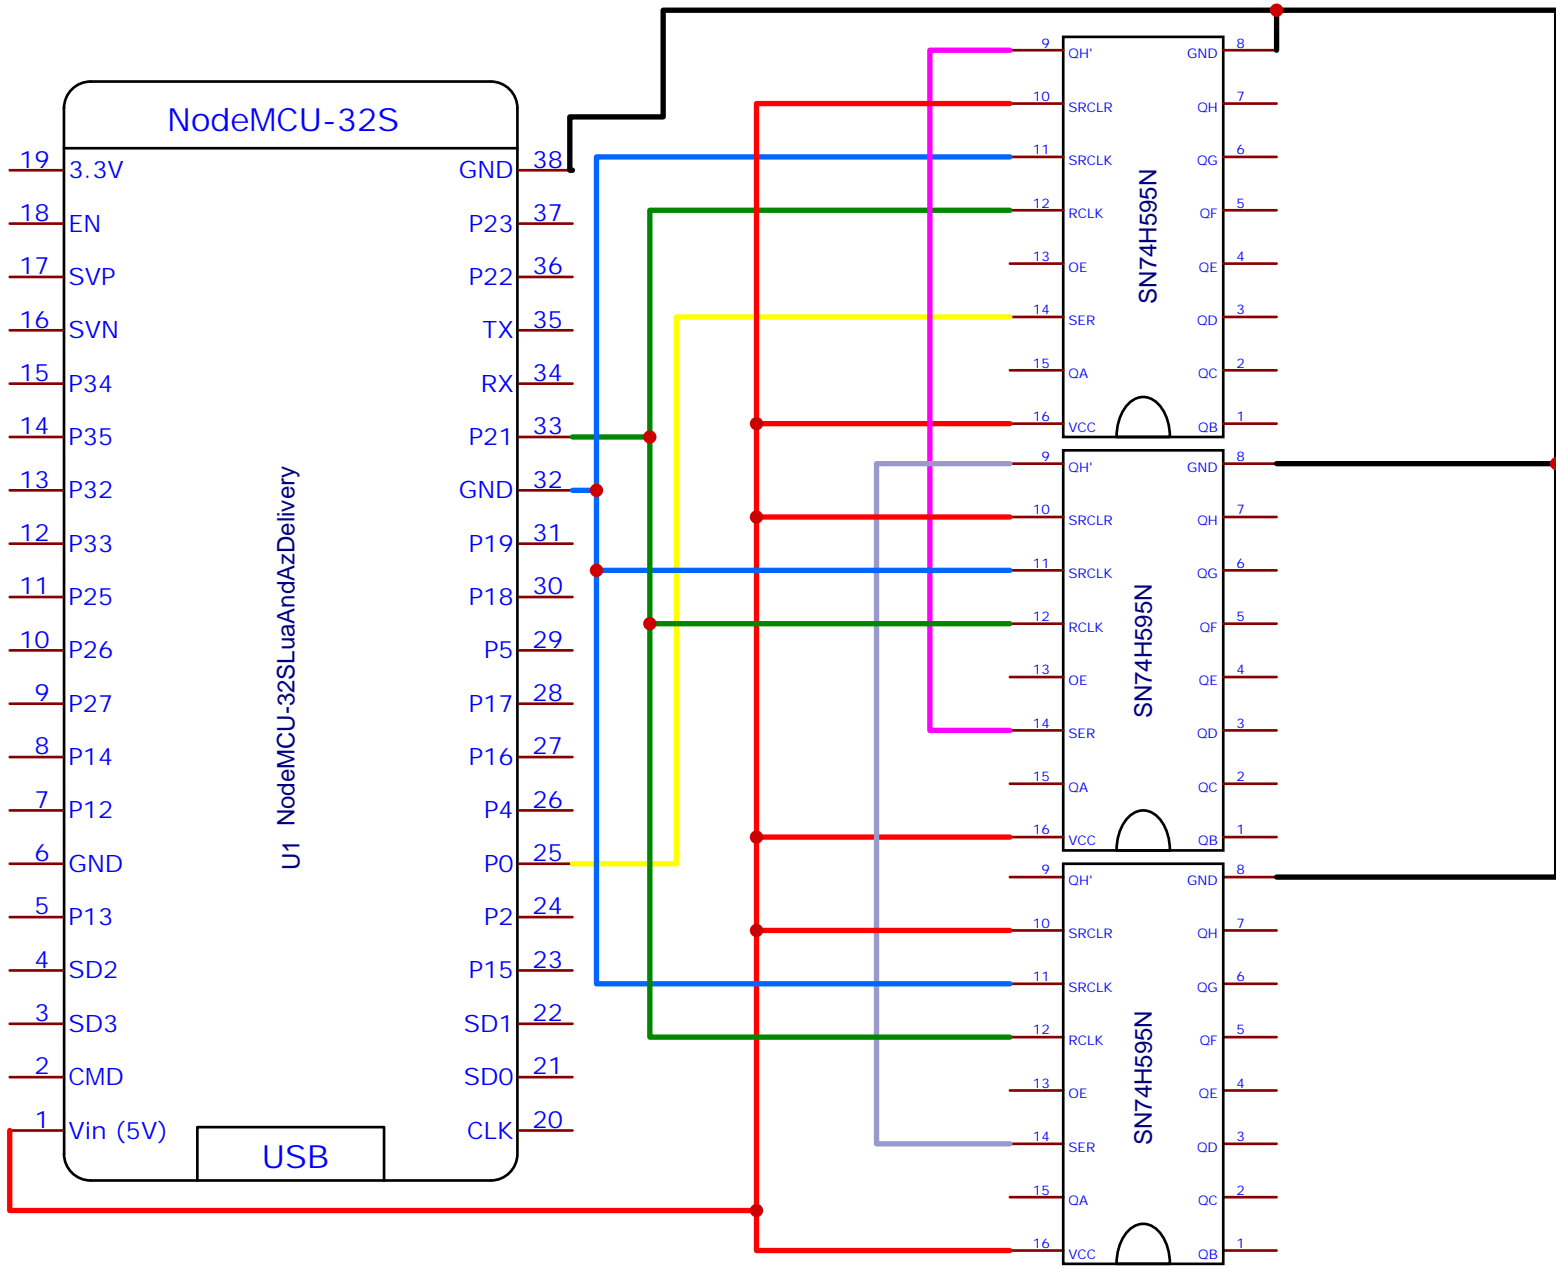 NodeMCU-32S
19 3.3V
18 EN
17 SVP
16 SVN
15 P34
14 P35
13 P32
12 P33
11 P25
10 P26
9 P27
8 P14
7 P12
6 GND
5 P13
4 SD2
3 SD3
2 CMD
1 Vin (5V)
USB
U1 NodeMCU-32SLuaAndAzDelivery
GND 38
P23 37
P22 36
TX 35
RX 34
P21 33
GND 32
P19 31
P18 30
P5 29
P17 28
P16 27
P4 26
P0 25
P2 24
P15 23
SD1 22
SD0 21
CLK 20
9 QH'
10 SRCLR
11 SRCLK
12 RCLK
13 OE
14 SER
15 QA
16 VCC
SN74H595N
GND 8
QH 7
QG 6
QF 5
QE 4
QD 3
QC 2
QB 1
9 QH'
10 SRCLR
11 SRCLK
12 RCLK
13 OE
14 SER
15 QA
16 VCC
SN74H595N
GND 8
QH 7
QG 6
QF 5
QE 4
QD 3
QC 2
QB 1
9 QH'
10 SRCLR
11 SRCLK
12 RCLK
13 OE
14 SER
15 QA
16 VCC
SN74H595N
GND 8
QH 7
QG 6
QF 5
QE 4
QD 3
QC 2
QB 1